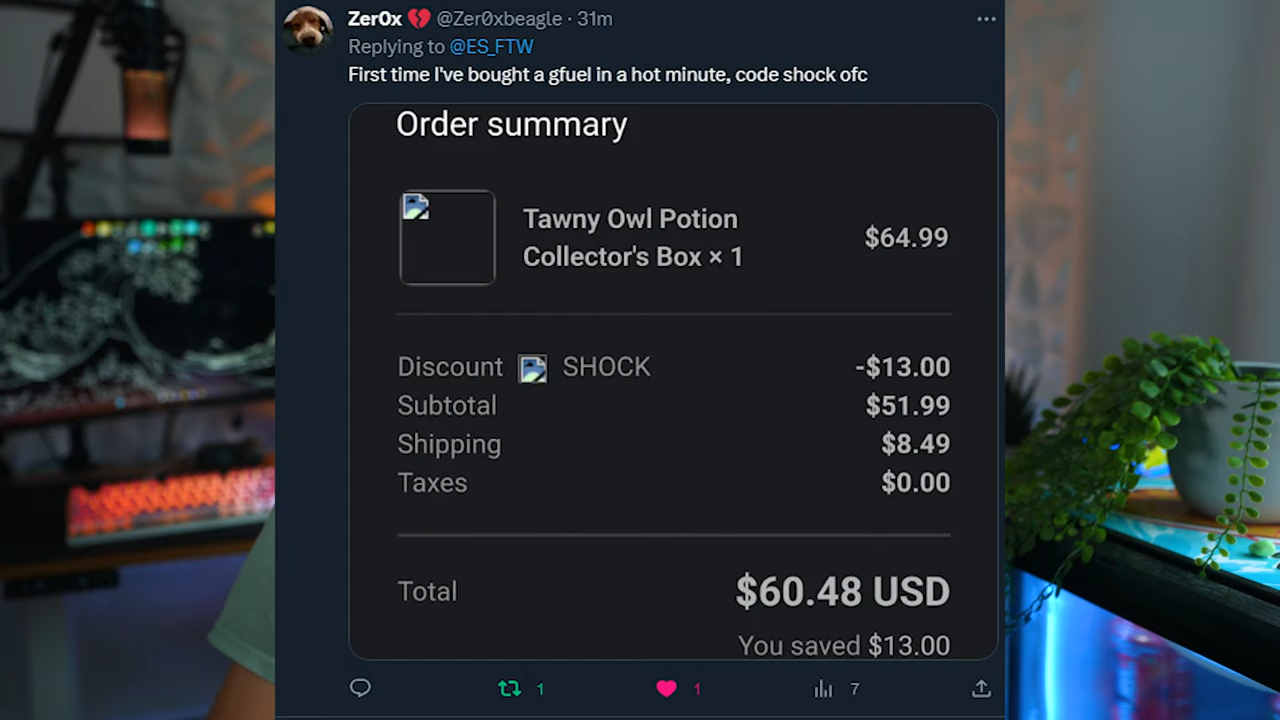 Zer0x 💔 @Zer0xbeagle · 31m
Replying to @ES_FTW
First time I've bought a gfuel in a hot minute, code shock ofc
Order summary
Tawny Owl Potion
Collector's Box × 1
$64.99
Discount SHOCK -$13.00
Subtotal $51.99
Shipping $8.49
Taxes $0.00
Total $60.48 USD
You saved $13.00
1 1 7